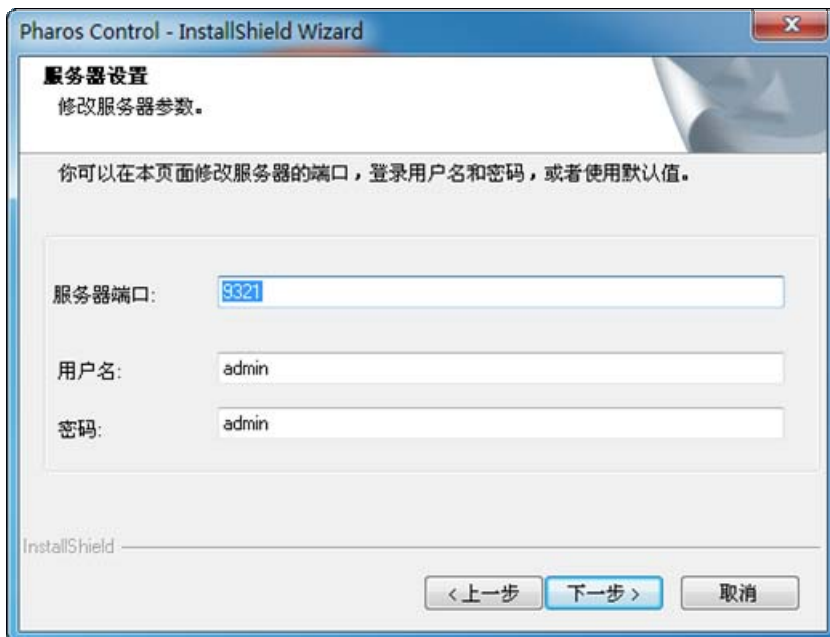 Pharos Control - InstallShield Wizard
服务器设置
修改服务器参数。
你可以在本页面修改服务器的端口，登录用户名和密码，或者使用默认值。
服务器端口: 9321
用户名: admin
密码: admin
InstallShield
<上一步 下一步> 取消